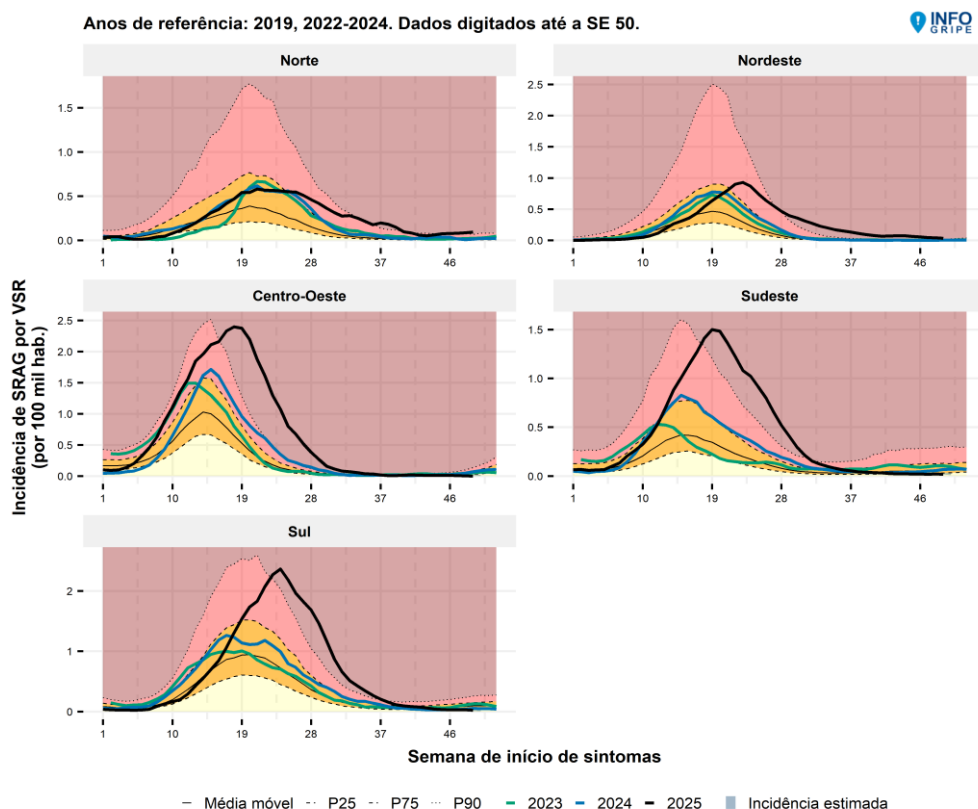 Anos de referência: 2019, 2022-2024. Dados digitados até a SE 50.
INFO
GRIPE
Norte
1.5
1.0
0.5
0.0
1 10 19 28 37 46
Nordeste
2.5
2.0
1.5
1.0
0.5
0.0
1 10 19 28 37 46
Centro-Oeste
2.5
2.0
1.5
1.0
0.5
0.0
1 10 19 28 37 46
Sudeste
1.5
1.0
0.5
0.0
1 10 19 28 37 46
Sul
2
1
0
1 10 19 28 37 46
Incidência de SRAG por VSR
(por 100 mil hab.)
Semana de início de sintomas
Média móvel P25 P75 P90 2023 2024 2025 Incidência estimada